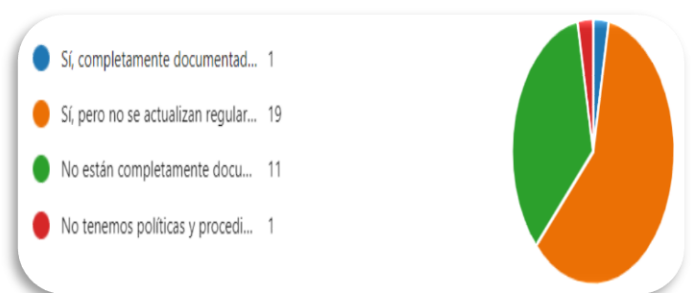 Sí, completamente documentad... 1
Sí, pero no se actualizan regular... 19
No están completamente docu... 11
No tenemos políticas y procedi... 1